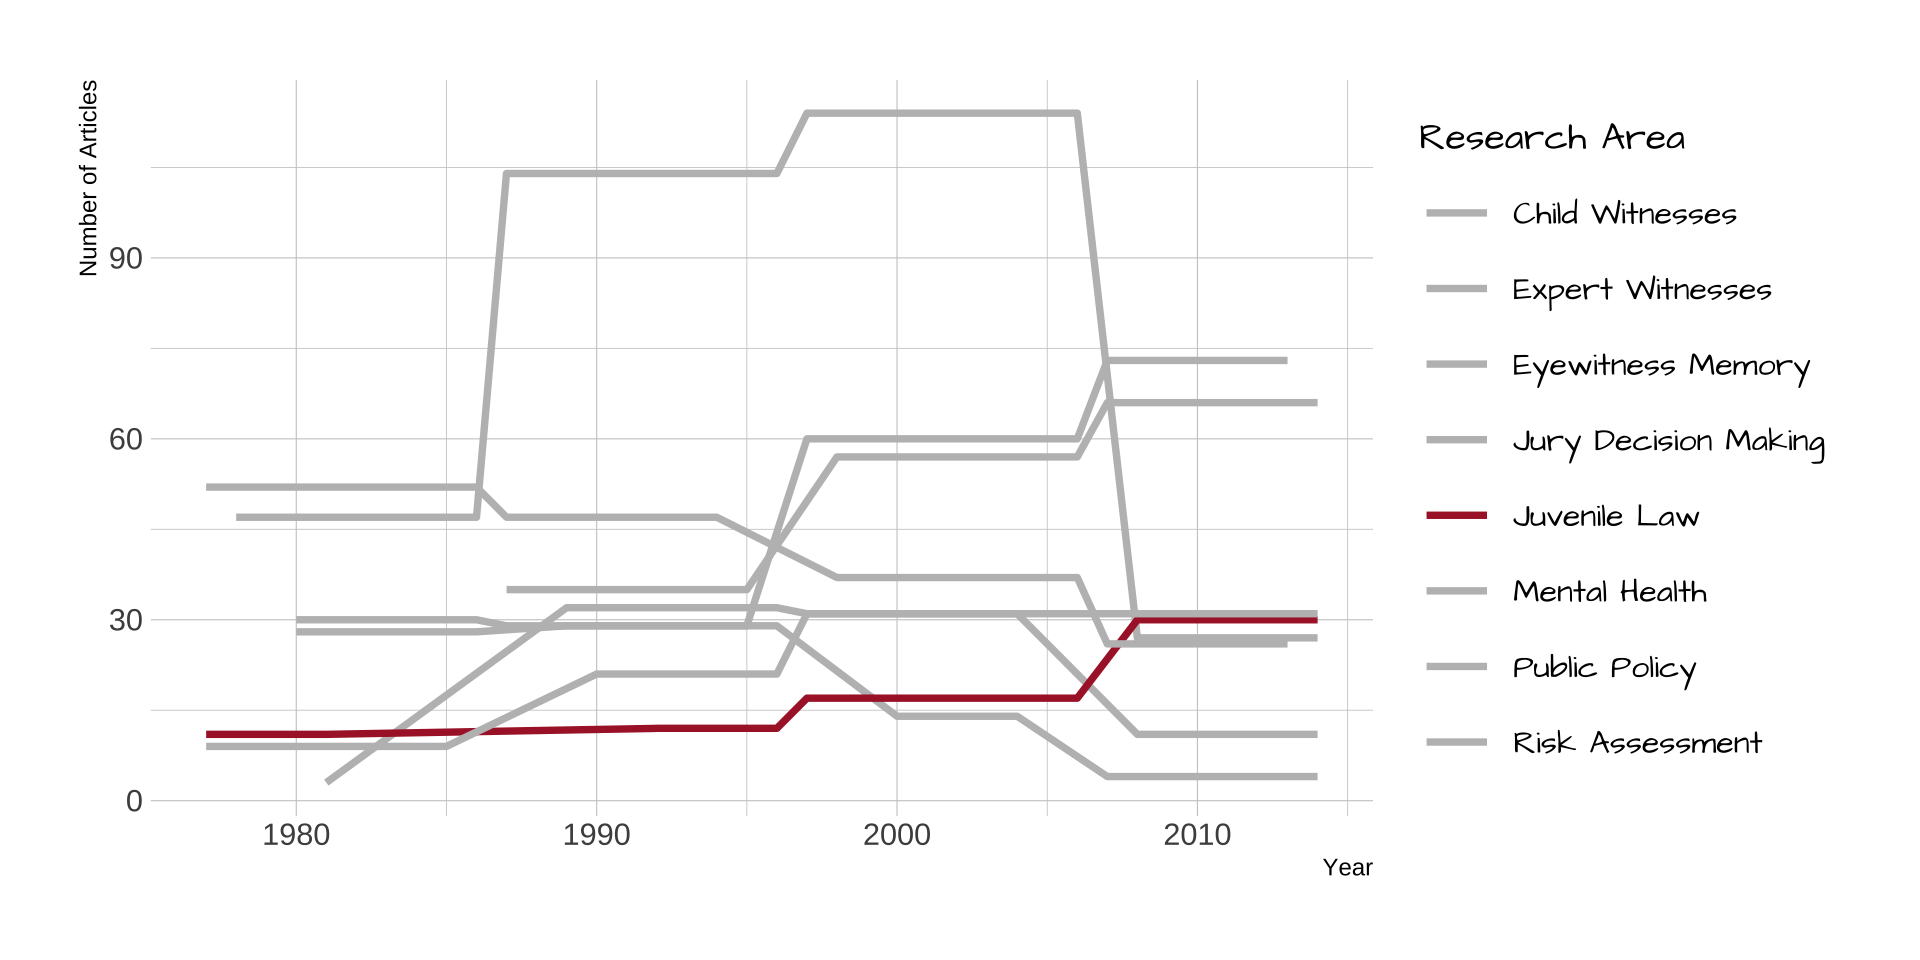 Number of Articles
90
60
30
0
1980 1990 2000 2010
Year
Research Area
Child Witnesses
Expert Witnesses
Eyewitness Memory
Jury Decision Making
Juvenile Law
Mental Health
Public Policy
Risk Assessment